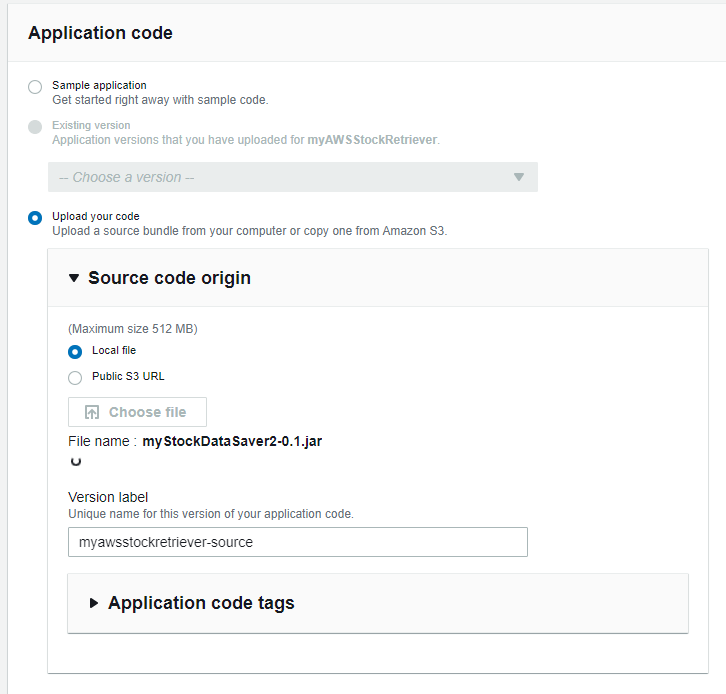 Application code
Sample application
Get started right away with sample code.
Existing version
Application versions that you have uploaded for myAWSStockRetriever.
-- Choose a version --
Upload your code
Upload a source bundle from your computer or copy one from Amazon S3.
Source code origin
(Maximum size 512 MB)
Local file
Public S3 URL
Choose file
File name : myStockDataSaver2-0.1.jar
Version label
Unique name for this version of your application code.
myawsstockretriever-source
Application code tags